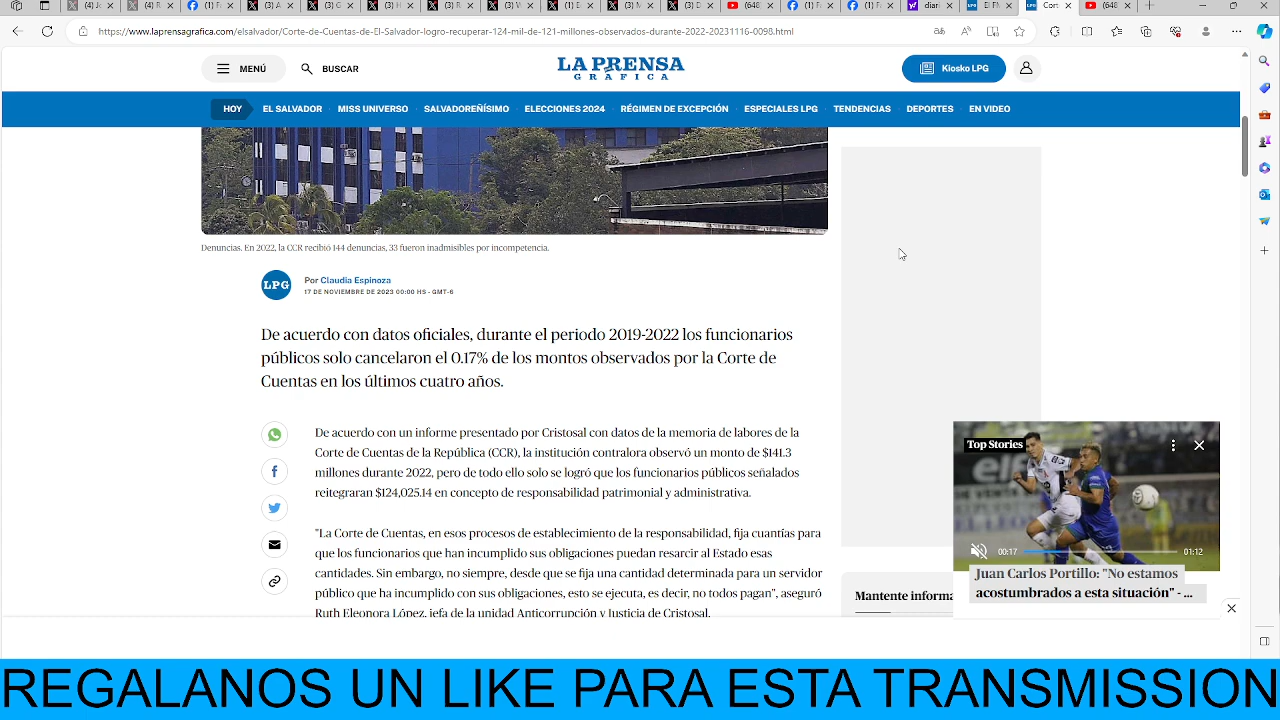 https://www.laprensagrafica.com/elsalvador/Corte-de-Cuentas-de-El-Salvador-logro-recuperar-124-mil-de-121-millones-observados-durante-2022-20231116-0098.html
MENÚ
BUSCAR
LA PRENSA
GRÁFICA
Kiosko LPG
HOY
EL SALVADOR
MISS UNIVERSO
SALVADOREÑÍSIMO
ELECCIONES 2024
RÉGIMEN DE EXCEPCIÓN
ESPECIALES LPG
TENDENCIAS
DEPORTES
EN VIDEO
Denuncias. En 2022, la CCR recibió 144 denuncias, 33 fueron inadmisibles por incompetencia.
LPG
Por Claudia Espinoza
17 DE NOVIEMBRE DE 2023 00:00 HS - GMT-6
De acuerdo con datos oficiales, durante el periodo 2019-2022 los funcionarios
públicos solo cancelaron el 0.17% de los montos observados por la Corte de
Cuentas en los últimos cuatro años.
De acuerdo con un informe presentado por Cristosal con datos de la memoria de labores de la
Corte de Cuentas de la República (CCR), la institución contralora observó un monto de $141.3
millones durante 2022, pero de todo ello solo se logró que los funcionarios públicos señalados
reitegraran $124,025.14 en concepto de responsabilidad patrimonial y administrativa.
"La Corte de Cuentas, en esos procesos de establecimiento de la responsabilidad, fija cuantías para
que los funcionarios que han incumplido sus obligaciones puedan resarcir al Estado esas
cantidades. Sin embargo, no siempre, desde que se fija una cantidad determinada para un servidor
público que ha incumplido con sus obligaciones, esto se ejecuta, es decir, no todos pagan", aseguró
Ruth Eleonora López, jefa de la unidad Anticorrupción y Justicia de Cristosal.
Top Stories
00:17
01:12
Juan Carlos Portillo: "No estamos
acostumbrados a esta situación" - ...
Mantente informa
REGALANOS UN LIKE PARA ESTA TRANSMISSION